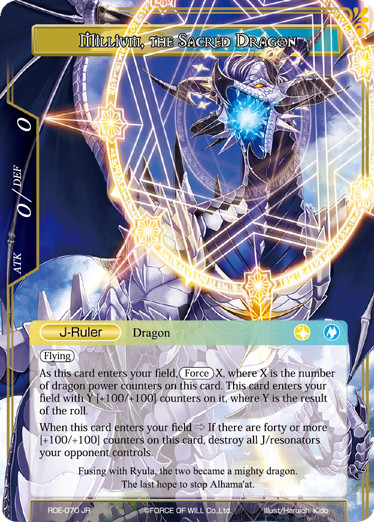 Millium, the Sacred Dragon
ATK 0 / DEF 0
J-Ruler Dragon
Flying
As this card enters your field, Force X, where X is the number
of dragon power counters on this card. This card enters your
field with Y [+100/+100] counters on it, where Y is the result
of the roll.
When this card enters your field ⇒ If there are forty or more
[+100/+100] counters on this card, destroy all J/resonators
your opponent controls.
Fusing with Ryula, the two became a mighty dragon.
The last hope to stop Alhama'at.
RDE-070 JR ©FORCE OF WILL Co.,Ltd. Illust/Haruichi Kido